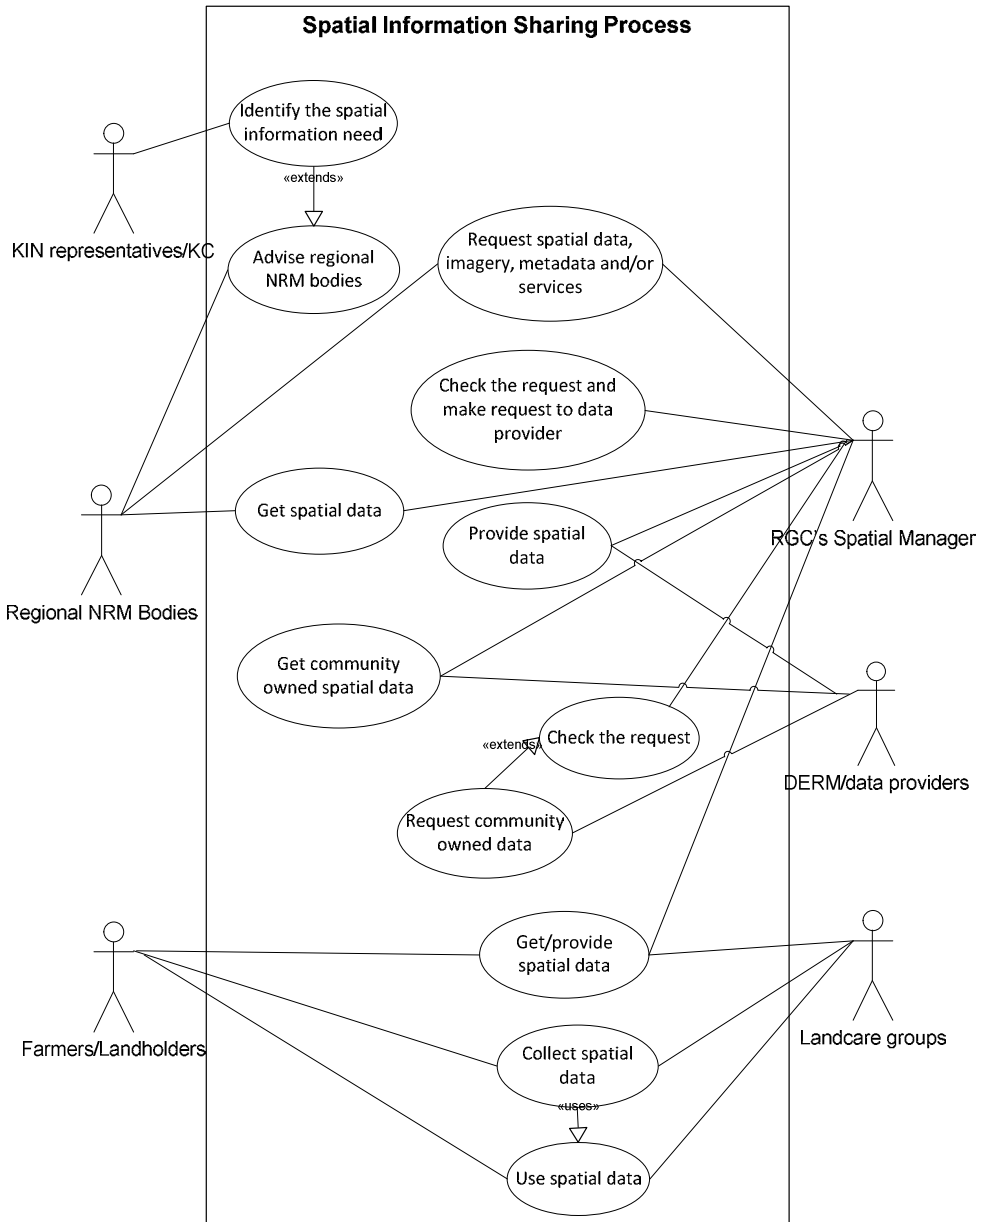 Spatial Information Sharing Process
Identify the spatial
information need
«extends»
KIN representatives/KC
Advise regional
NRM bodies
Request spatial data,
imagery, metadata and/or
services
Check the request and
make request to data
provider
Get spatial data
Provide spatial
data
RGC's Spatial Manager
Regional NRM Bodies
Get community
owned spatial data
Check the request
«extends»
DERM/data providers
Request community
owned data
Get/provide
spatial data
Farmers/Landholders
Landcare groups
Collect spatial
data
«uses»
Use spatial data